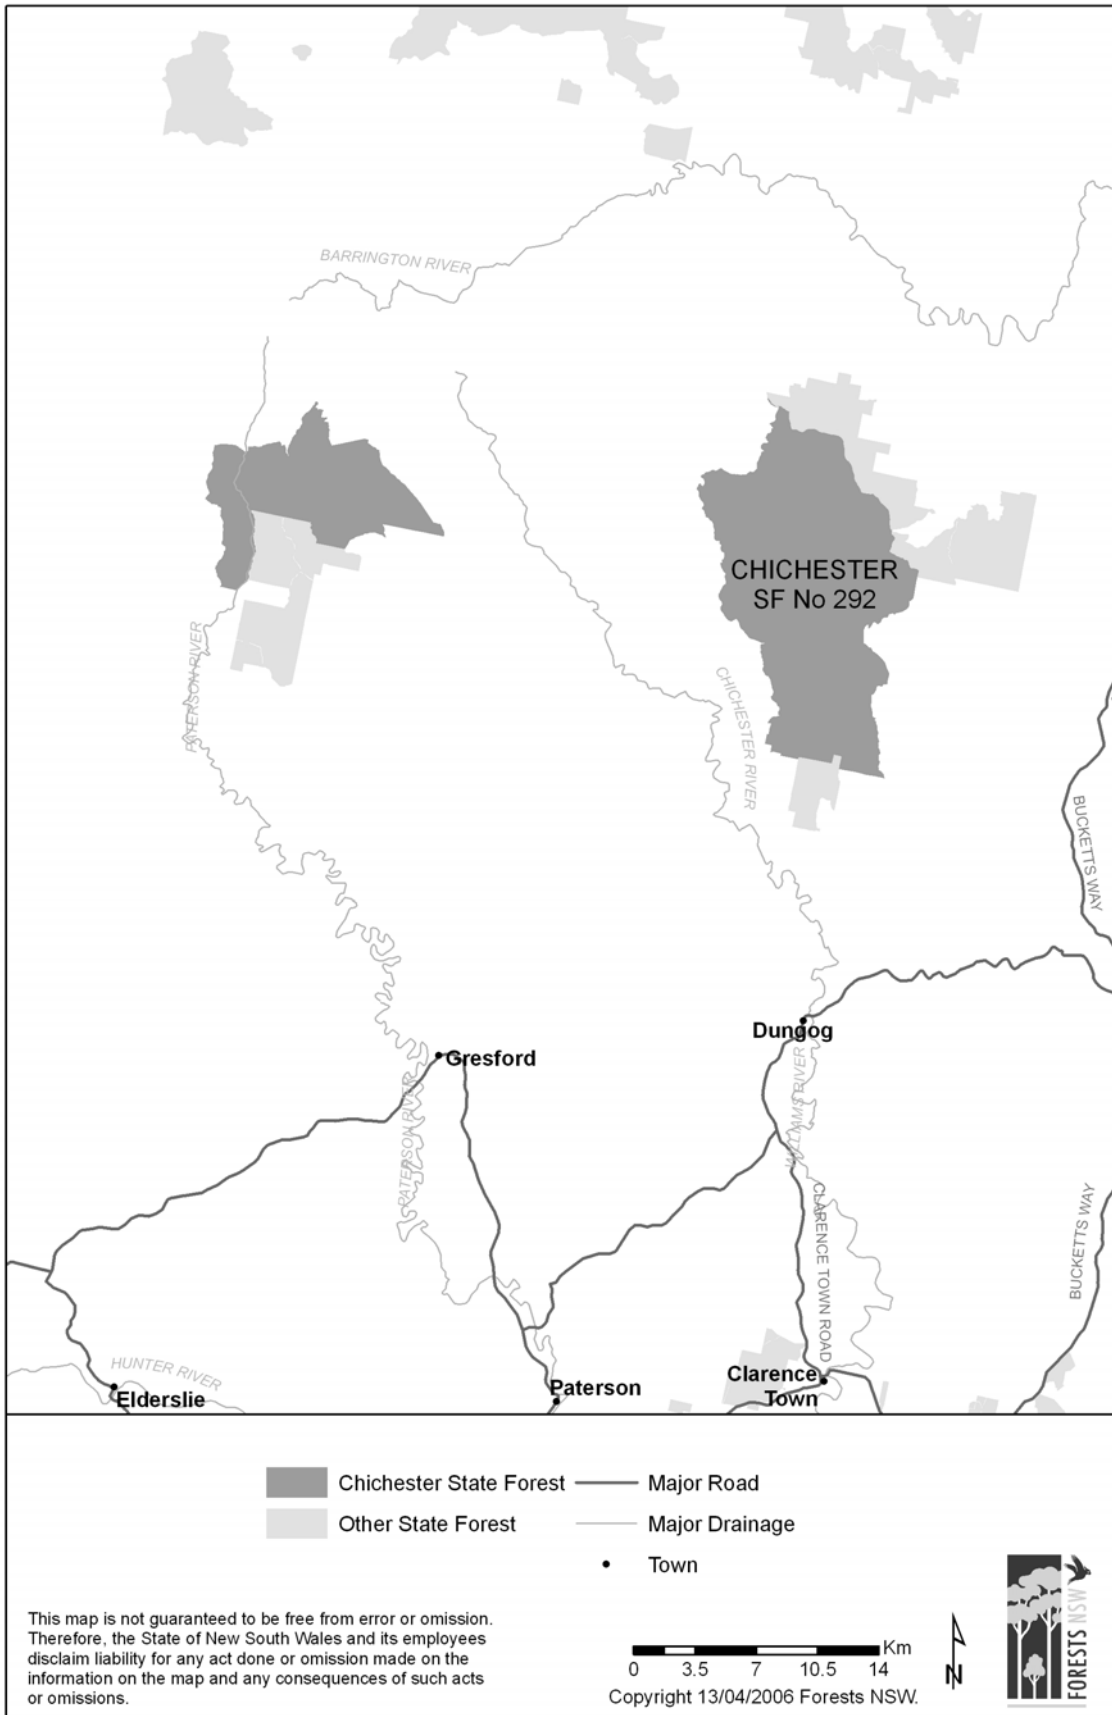 BARRINGTON RIVER
CHICHESTER
SF No 292
PATERSON RIVER
CHICHESTER RIVER
BUCKETTS WAY
Dungog
Gresford
WILLIAMS RIVER
PATERSON RIVER
CLARENCE TOWN ROAD
BUCKETTS WAY
HUNTER RIVER
Elderslie
Paterson
Clarence
Town
Chichester State Forest
Major Road
Other State Forest
Major Drainage
Town
This map is not guaranteed to be free from error or omission.
Therefore, the State of New South Wales and its employees
disclaim liability for any act done or omission made on the
information on the map and any consequences of such acts
or omissions.
Km
0 3.5 7 10.5 14
Copyright 13/04/2006 Forests NSW.
N
FORESTS NSW